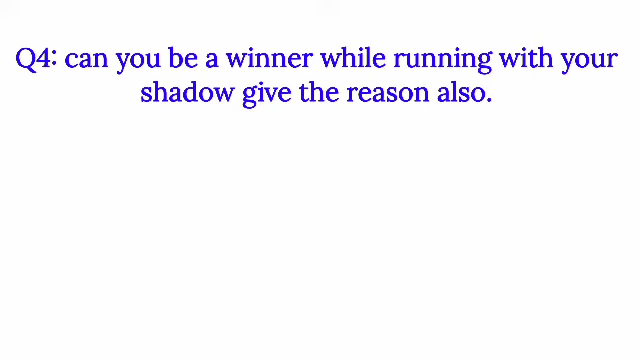 Q4: can you be a winner while running with your
shadow give the reason also.